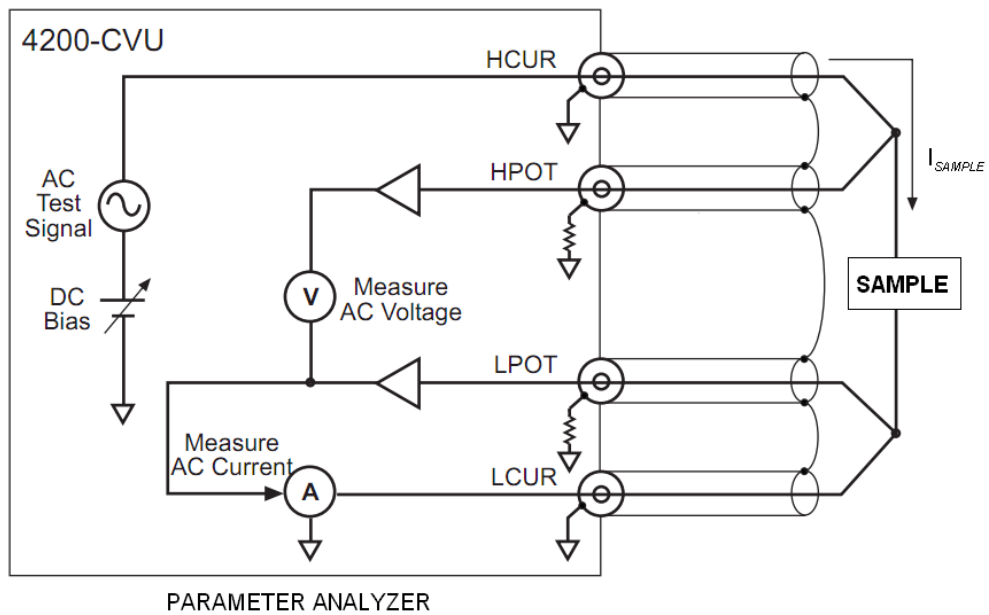 4200-CVU
HCUR
HPOT
AC
Test
Signal
I SAMPLE
DC
Bias
V
Measure
AC Voltage
SAMPLE
LPOT
Measure
AC Current
A
LCUR
PARAMETER ANALYZER